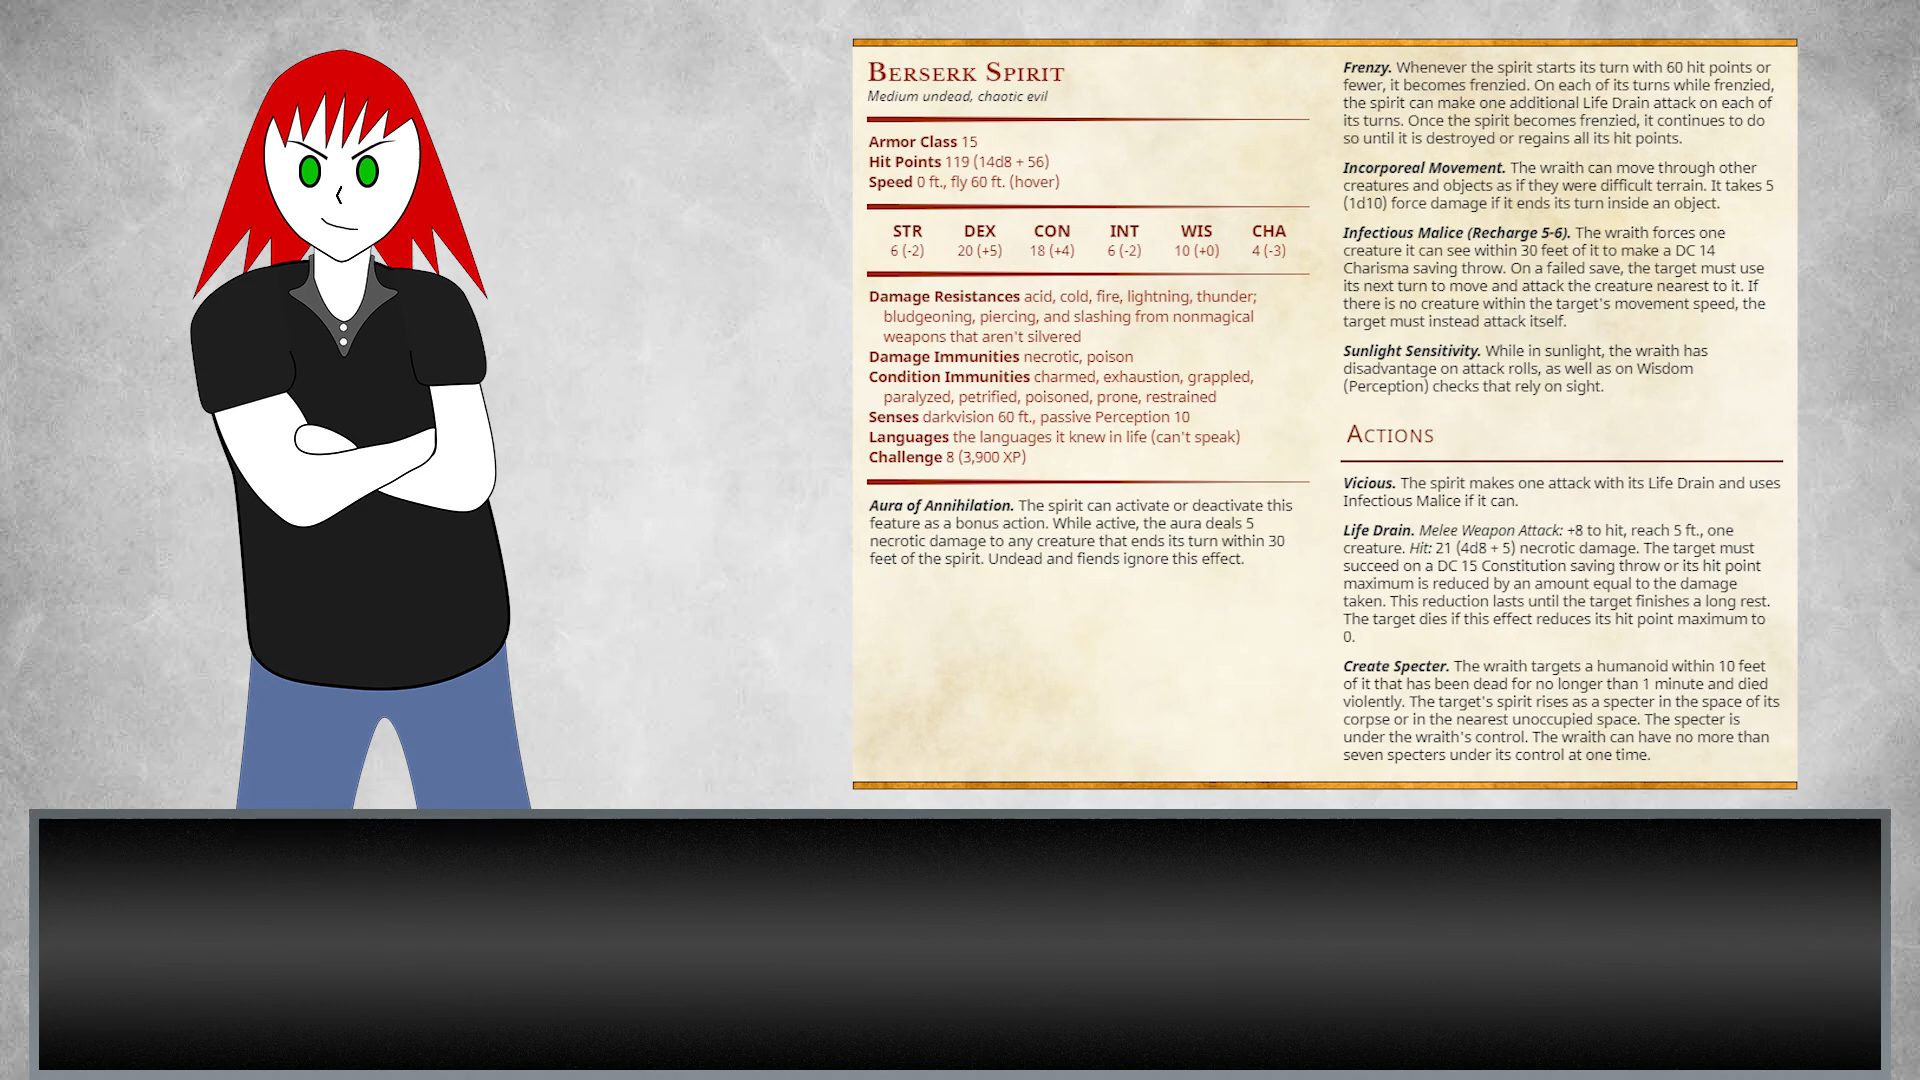 Berserk Spirit
Medium undead, chaotic evil
Armor Class 15
Hit Points 119 (14d8 + 56)
Speed 0 ft., fly 60 ft. (hover)
STR DEX CON INT WIS CHA
6 (-2) 20 (+5) 18 (+4) 6 (-2) 10 (+0) 4 (-3)
Damage Resistances acid, cold, fire, lightning, thunder;
bludgeoning, piercing, and slashing from nonmagical
weapons that aren't silvered
Damage Immunities necrotic, poison
Condition Immunities charmed, exhaustion, grappled,
paralyzed, petrified, poisoned, prone, restrained
Senses darkvision 60 ft., passive Perception 10
Languages the languages it knew in life (can't speak)
Challenge 8 (3,900 XP)
Aura of Annihilation. The spirit can activate or deactivate this
feature as a bonus action. While active, the aura deals 5
necrotic damage to any creature that ends its turn within 30
feet of the spirit. Undead and fiends ignore this effect.
Frenzy. Whenever the spirit starts its turn with 60 hit points or
fewer, it becomes frenzied. On each of its turns while frenzied,
the spirit can make one additional Life Drain attack on each of
its turns. Once the spirit becomes frenzied, it continues to do
so until it is destroyed or regains all its hit points.
Incorporeal Movement. The wraith can move through other
creatures and objects as if they were difficult terrain. It takes 5
(1d10) force damage if it ends its turn inside an object.
Infectious Malice (Recharge 5-6). The wraith forces one
creature it can see within 30 feet of it to make a DC 14
Charisma saving throw. On a failed save, the target must use
its next turn to move and attack the creature nearest to it. If
there is no creature within the target's movement speed, the
target must instead attack itself.
Sunlight Sensitivity. While in sunlight, the wraith has
disadvantage on attack rolls, as well as on Wisdom
(Perception) checks that rely on sight.
Actions
Vicious. The spirit makes one attack with its Life Drain and uses
Infectious Malice if it can.
Life Drain. Melee Weapon Attack: +8 to hit, reach 5 ft., one
creature. Hit: 21 (4d8 + 5) necrotic damage. The target must
succeed on a DC 15 Constitution saving throw or its hit point
maximum is reduced by an amount equal to the damage
taken. This reduction lasts until the target finishes a long rest.
The target dies if this effect reduces its hit point maximum to
0.
Create Specter. The wraith targets a humanoid within 10 feet
of it that has been dead for no longer than 1 minute and died
violently. The target's spirit rises as a specter in the space of its
corpse or in the nearest unoccupied space. The specter is
under the wraith's control. The wraith can have no more than
seven specters under its control at one time.